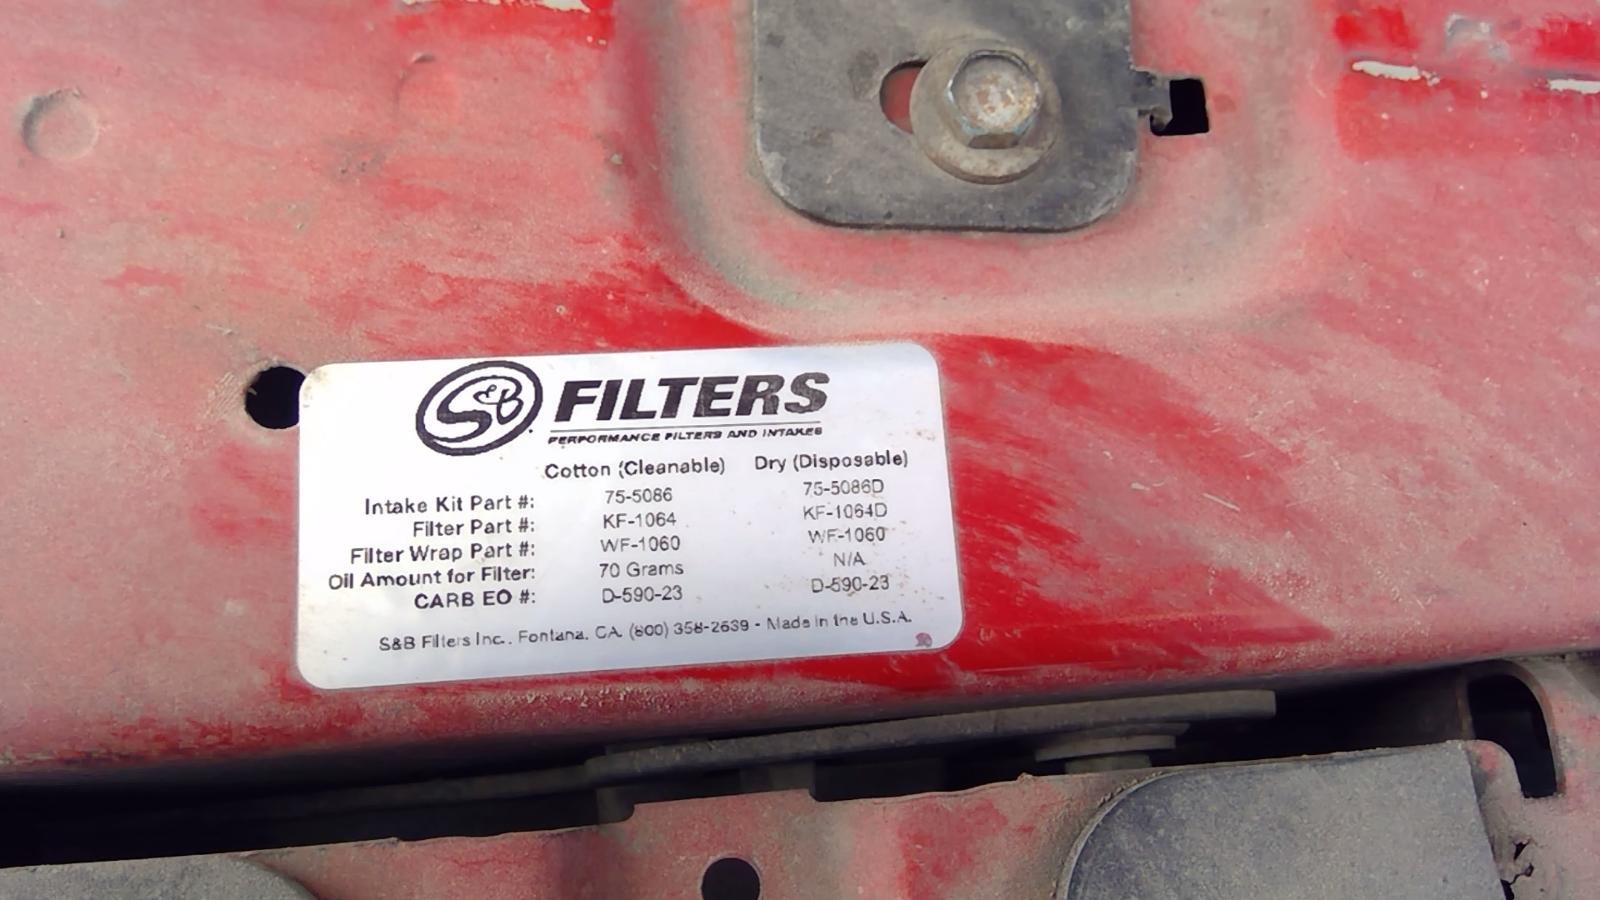 S&B FILTERS
PERFORMANCE FILTERS AND INTAKES
Cotton (Cleanable) Dry (Disposable)
Intake Kit Part #: 75-5086 75-5086D
Filter Part #: KF-1064 KF-1064D
Filter Wrap Part #: WF-1060 WF-1060
Oil Amount for Filter: 70 Grams N/A
CARB EO #: D-590-23 D-590-23
S&B Filters Inc., Fontana, CA. (800) 358-2639 - Made in the U.S.A.